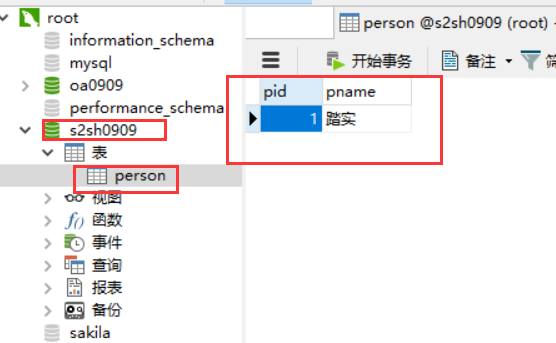 root
information_schema
mysql
oa0909
performance_schema
s2sh0909
表
person
视图
函数
事件
查询
报表
备份
sakila
person @s2sh0909 (root) -
开始事务 备注
pid pname
1 踏实